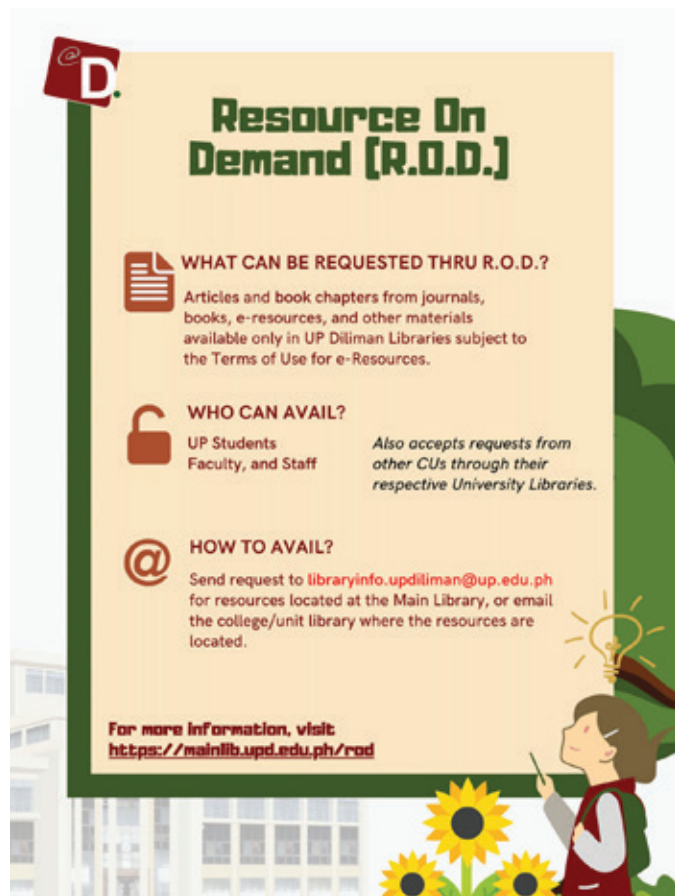 @
D.
Resource On
Demand (R.O.D.)
WHAT CAN BE REQUESTED THRU R.O.D.?
Articles and book chapters from journals,
books, e-resources, and other materials
available only in UP Diliman Libraries subject to
the Terms of Use for e-Resources.
WHO CAN AVAIL?
UP Students
Faculty, and Staff
Also accepts requests from
other CUs through their
respective University Libraries.
@
HOW TO AVAIL?
Send request to libraryinfo.updiliman@up.edu.ph
for resources located at the Main Library, or email
the college/unit library where the resources are
located.
For more information, visit
https://mainlib.upd.edu.ph/rod